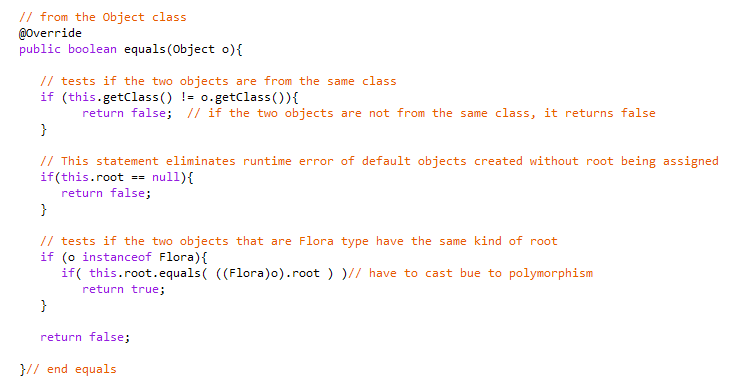 // from the Object class
@Override
public boolean equals(Object o){
// tests if the two objects are from the same class
if (this.getClass() != o.getClass()){
return false;  // if the two objects are not from the same class, it returns false
}
// This statement eliminates runtime error of default objects created without root being assigned
if(this.root == null){
return false;
}
// tests if the two objects that are Flora type have the same kind of root
if (o instanceof Flora){
if( this.root.equals( ((Flora)o).root ) )// have to cast bue to polymorphism
return true;
}
return false;
}// end equals